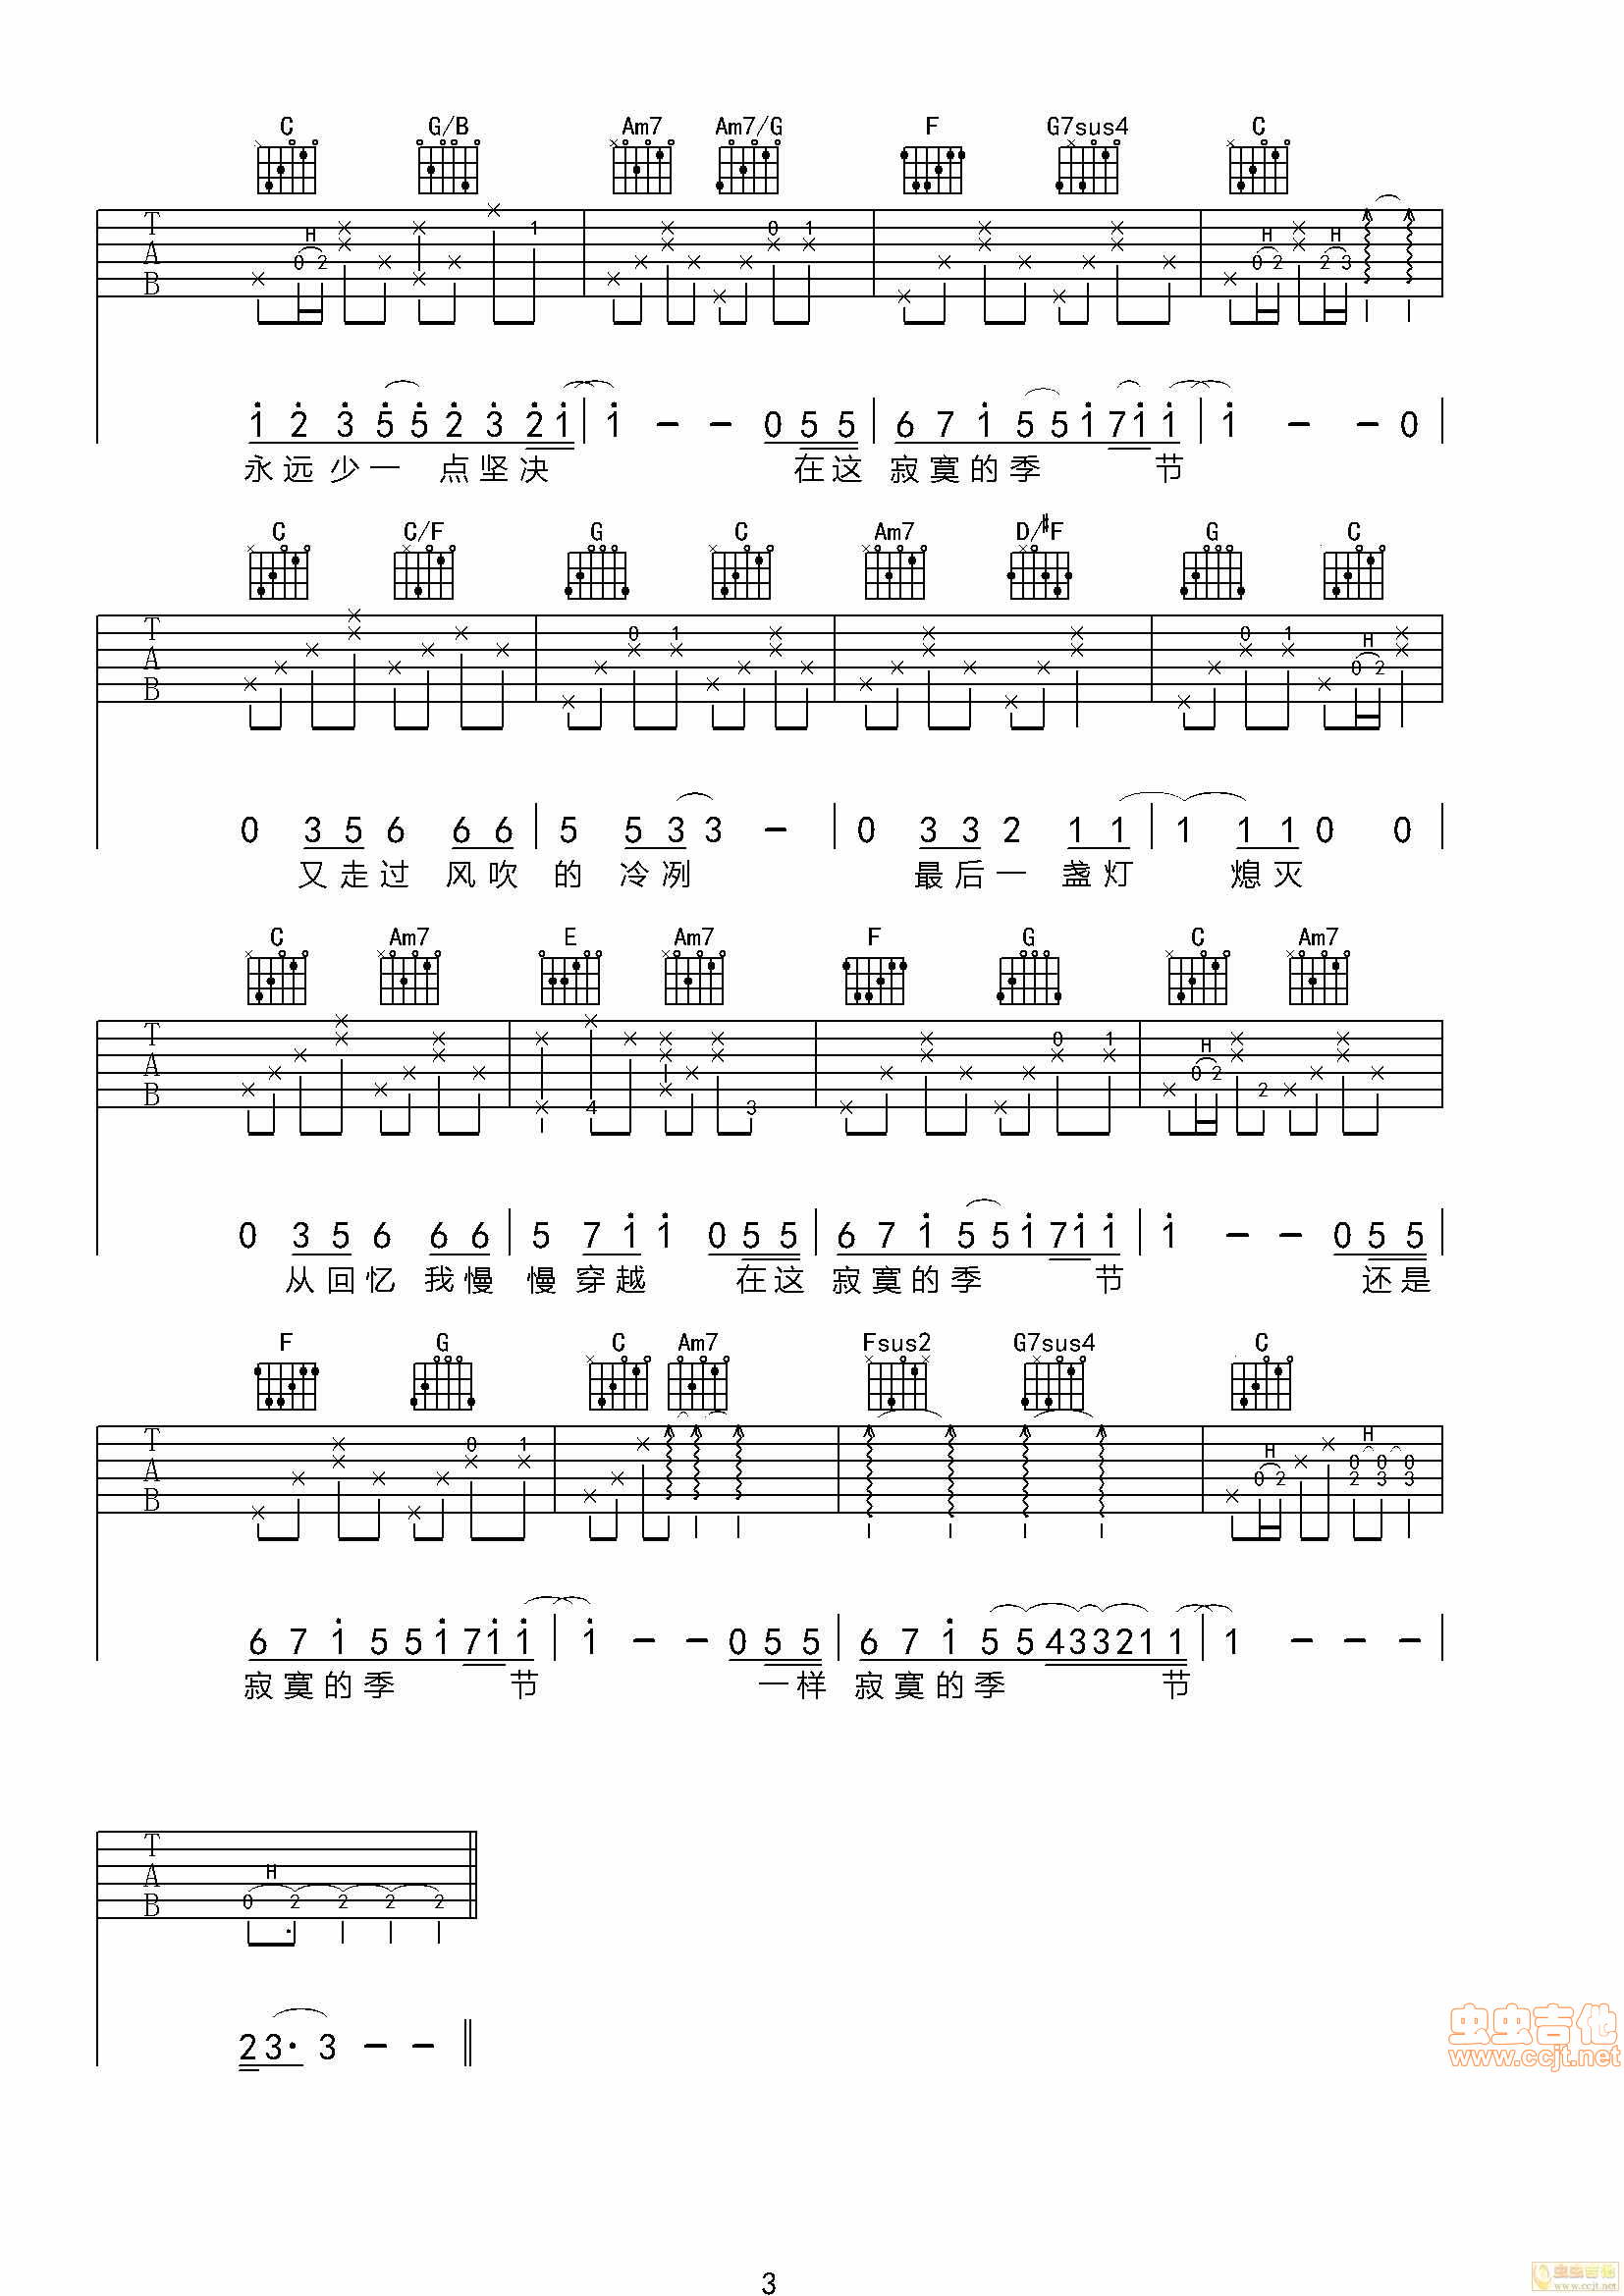 C G/B Am7 Am7/G F G7sus4 C
T H 0 2 1 0 1 H 0 2 H 2 3
A
B
1 2 3 5 5 2 3 2 1 1 - - 0 5 5 6 7 1 5 5 1 7 1 1 1 - - 0
永远少一 点坚决 在这 寂寞的季 节
C C/F G C Am7 D/#F G C
T 0 1 0 1 H 0 2
A
B
0 3 5 6 6 6 5 5 3 3 - 0 3 3 2 1 1 1 1 1 0 0
又走过 风吹 的 冷冽 最后一 盏灯 熄灭
C Am7 E Am7 F G C Am7
T 4 3 0 1 H 0 2 2
A
B
0 3 5 6 6 6 5 7 1 1 0 5 5 6 7 1 5 5 1 7 1 1 1 - - 0 5 5
从回忆 我慢 慢穿越 在这 寂寞的季 节 还是
F G C Am7 Fsus2 G7sus4 C
T 0 1 H 0 2 H 0 0 0 2 3 3
A
B
6 7 1 5 5 1 7 1 1 1 - - 0 5 5 6 7 1 5 5 4 3 3 2 1 1 1 - - -
寂寞的季 节 一样 寂寞的季 节
T
A H
B 0 2 2 2 2
2 3· 3 - -
虫虫吉他
www.ccjt.net
3
虫虫吉他
www.ccjt.net